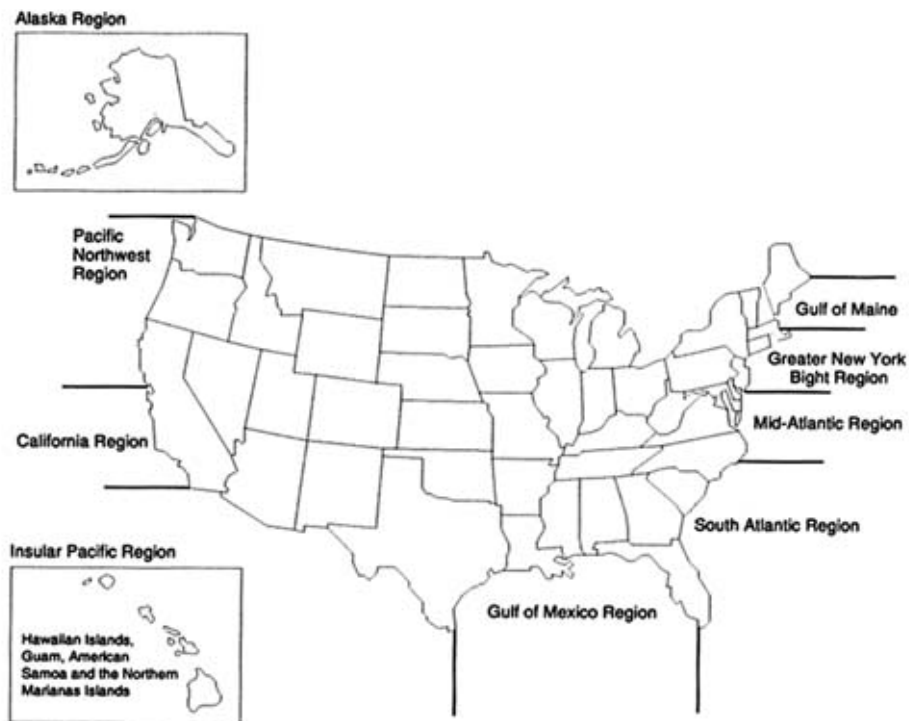 Alaska Region
Pacific
Northwest
Region
Gulf of Maine
Greater New York
Bight Region
California Region
Mid-Atlantic Region
South Atlantic Region
Insular Pacific Region
Gulf of Mexico Region
Hawaiian Islands,
Guam, American
Samoa and the Northern
Marianas Islands